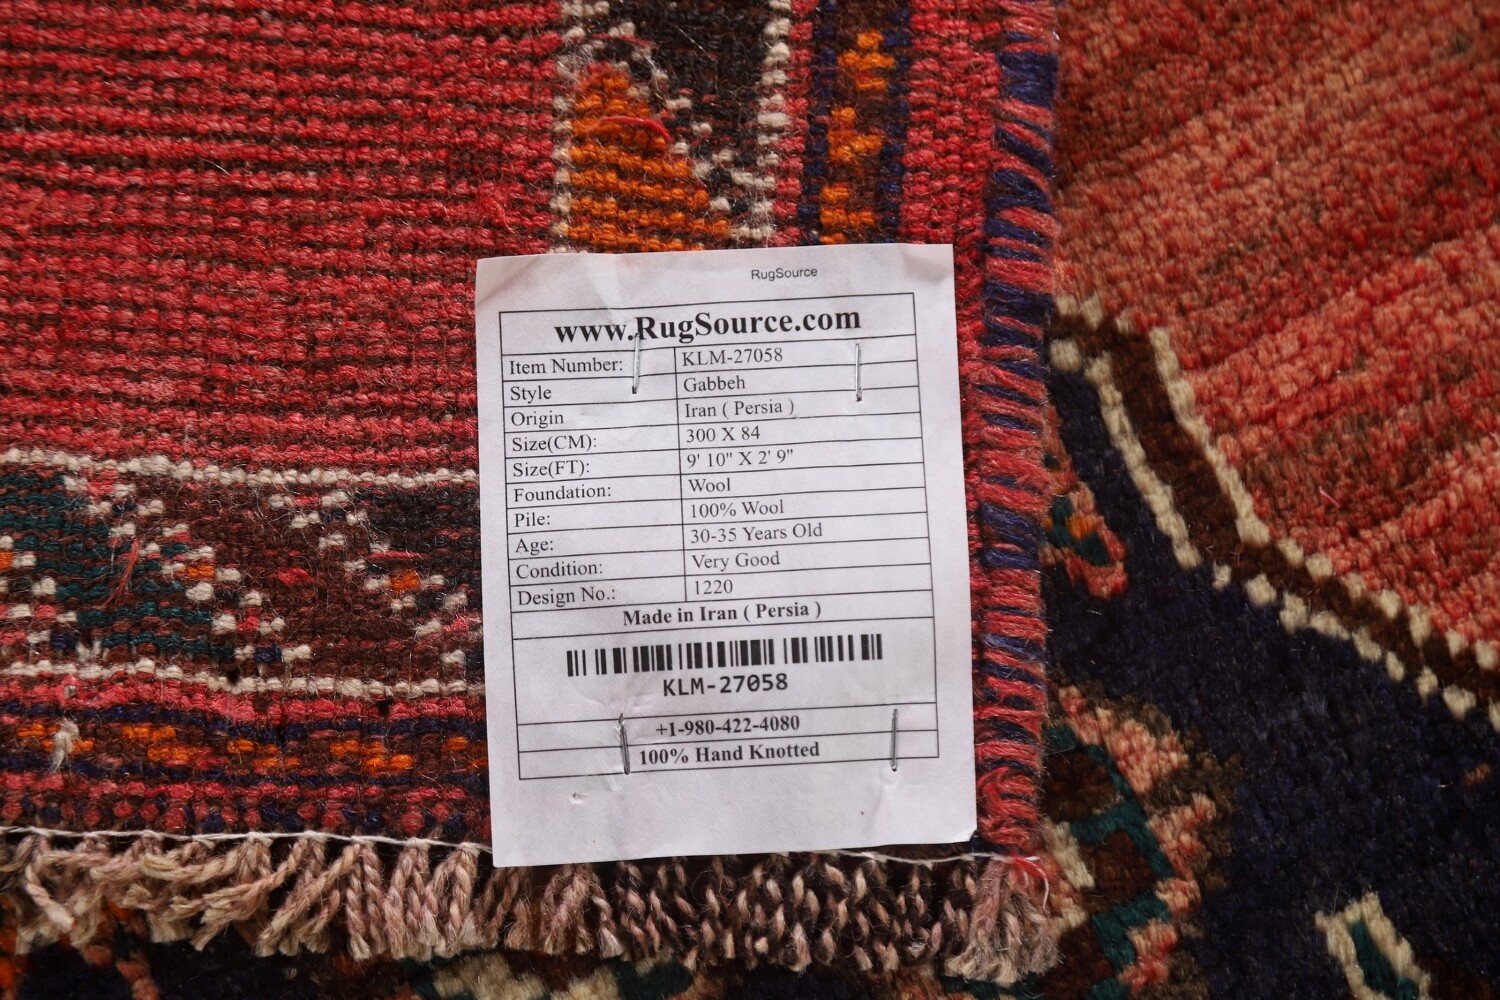 RugSource
www.RugSource.com
Item Number: KLM-27058
Style Gabbeh
Origin Iran ( Persia )
Size(CM): 300 X 84
Size(FT): 9' 10" X 2' 9"
Foundation: Wool
Pile: 100% Wool
Age: 30-35 Years Old
Condition: Very Good
Design No.: 1220
Made in Iran ( Persia )
KLM-27058
+1-980-422-4080
100% Hand Knotted